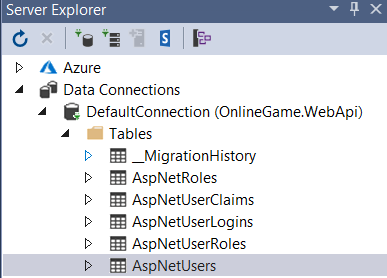 Server Explorer
Azure
Data Connections
DefaultConnection (OnlineGame.WebApi)
Tables
__MigrationHistory
AspNetRoles
AspNetUserClaims
AspNetUserLogins
AspNetUserRoles
AspNetUsers